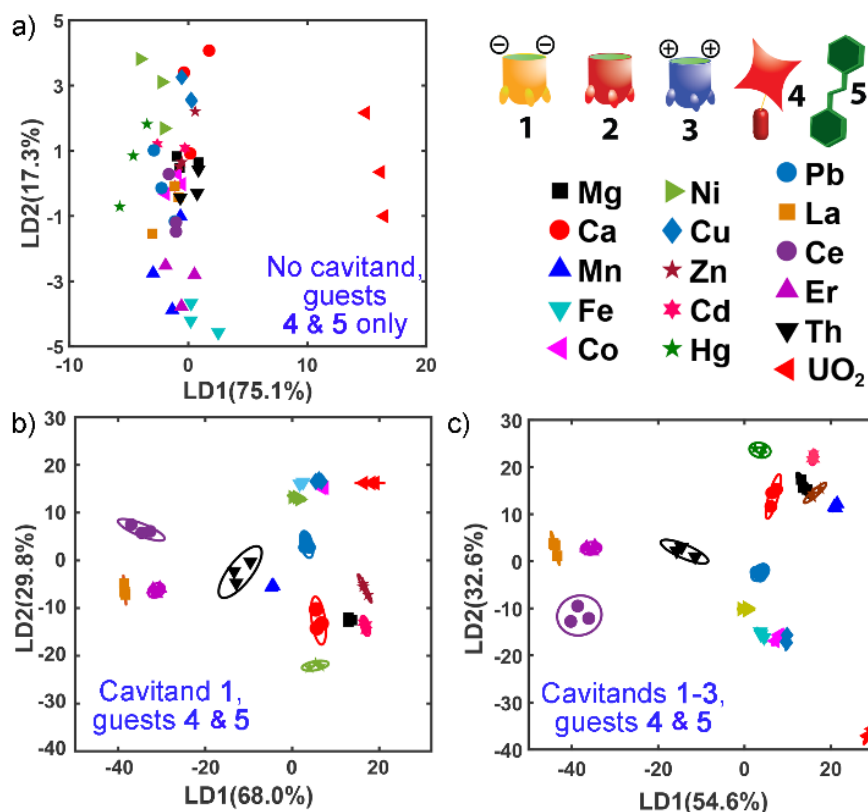 a)
5
3
1
-1
-3
-5
LD2(17.3%)
-10
0
10
20
LD1(75.1%)
No cavitand,
guests
4 & 5 only
1
2
3
4
5
Mg
Ca
Mn
Fe
Co
Ni
Cu
Zn
Cd
Hg
Pb
La
Ce
Er
Th
UO2
b)
30
20
10
0
-10
-20
-30
-40
LD2(29.8%)
-40
-20
0
20
LD1(68.0%)
Cavitand 1,
guests 4 & 5
c)
30
20
10
0
-10
-20
-30
-40
LD2(32.6%)
-40
-20
0
20
LD1(54.6%)
Cavitands 1-3,
guests 4 & 5